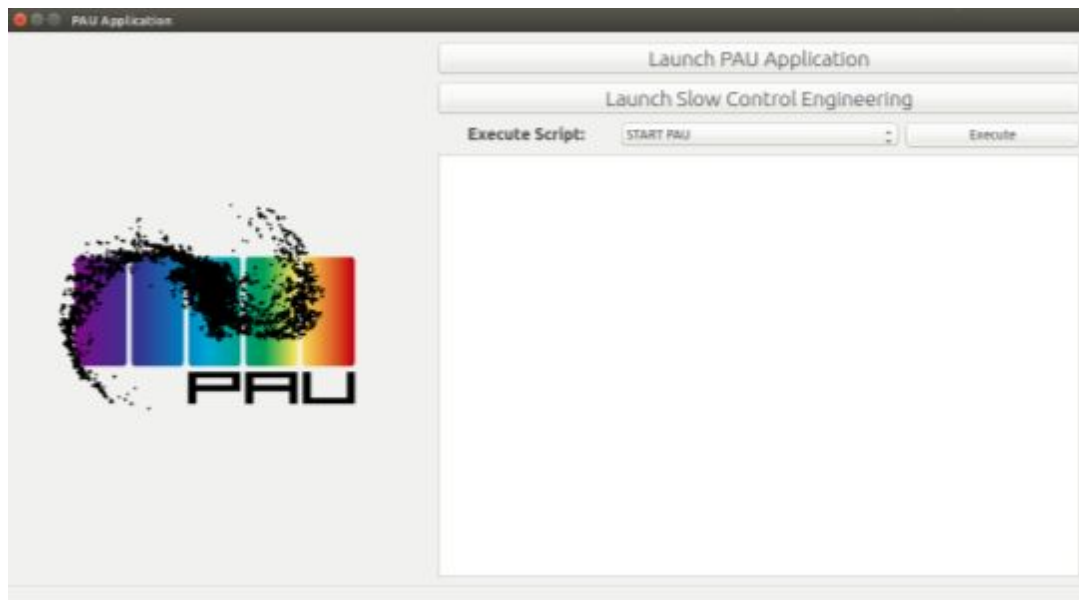 PAU Application
Launch PAU Application
Launch Slow Control Engineering
Execute Script: START PAU Execute
PAU